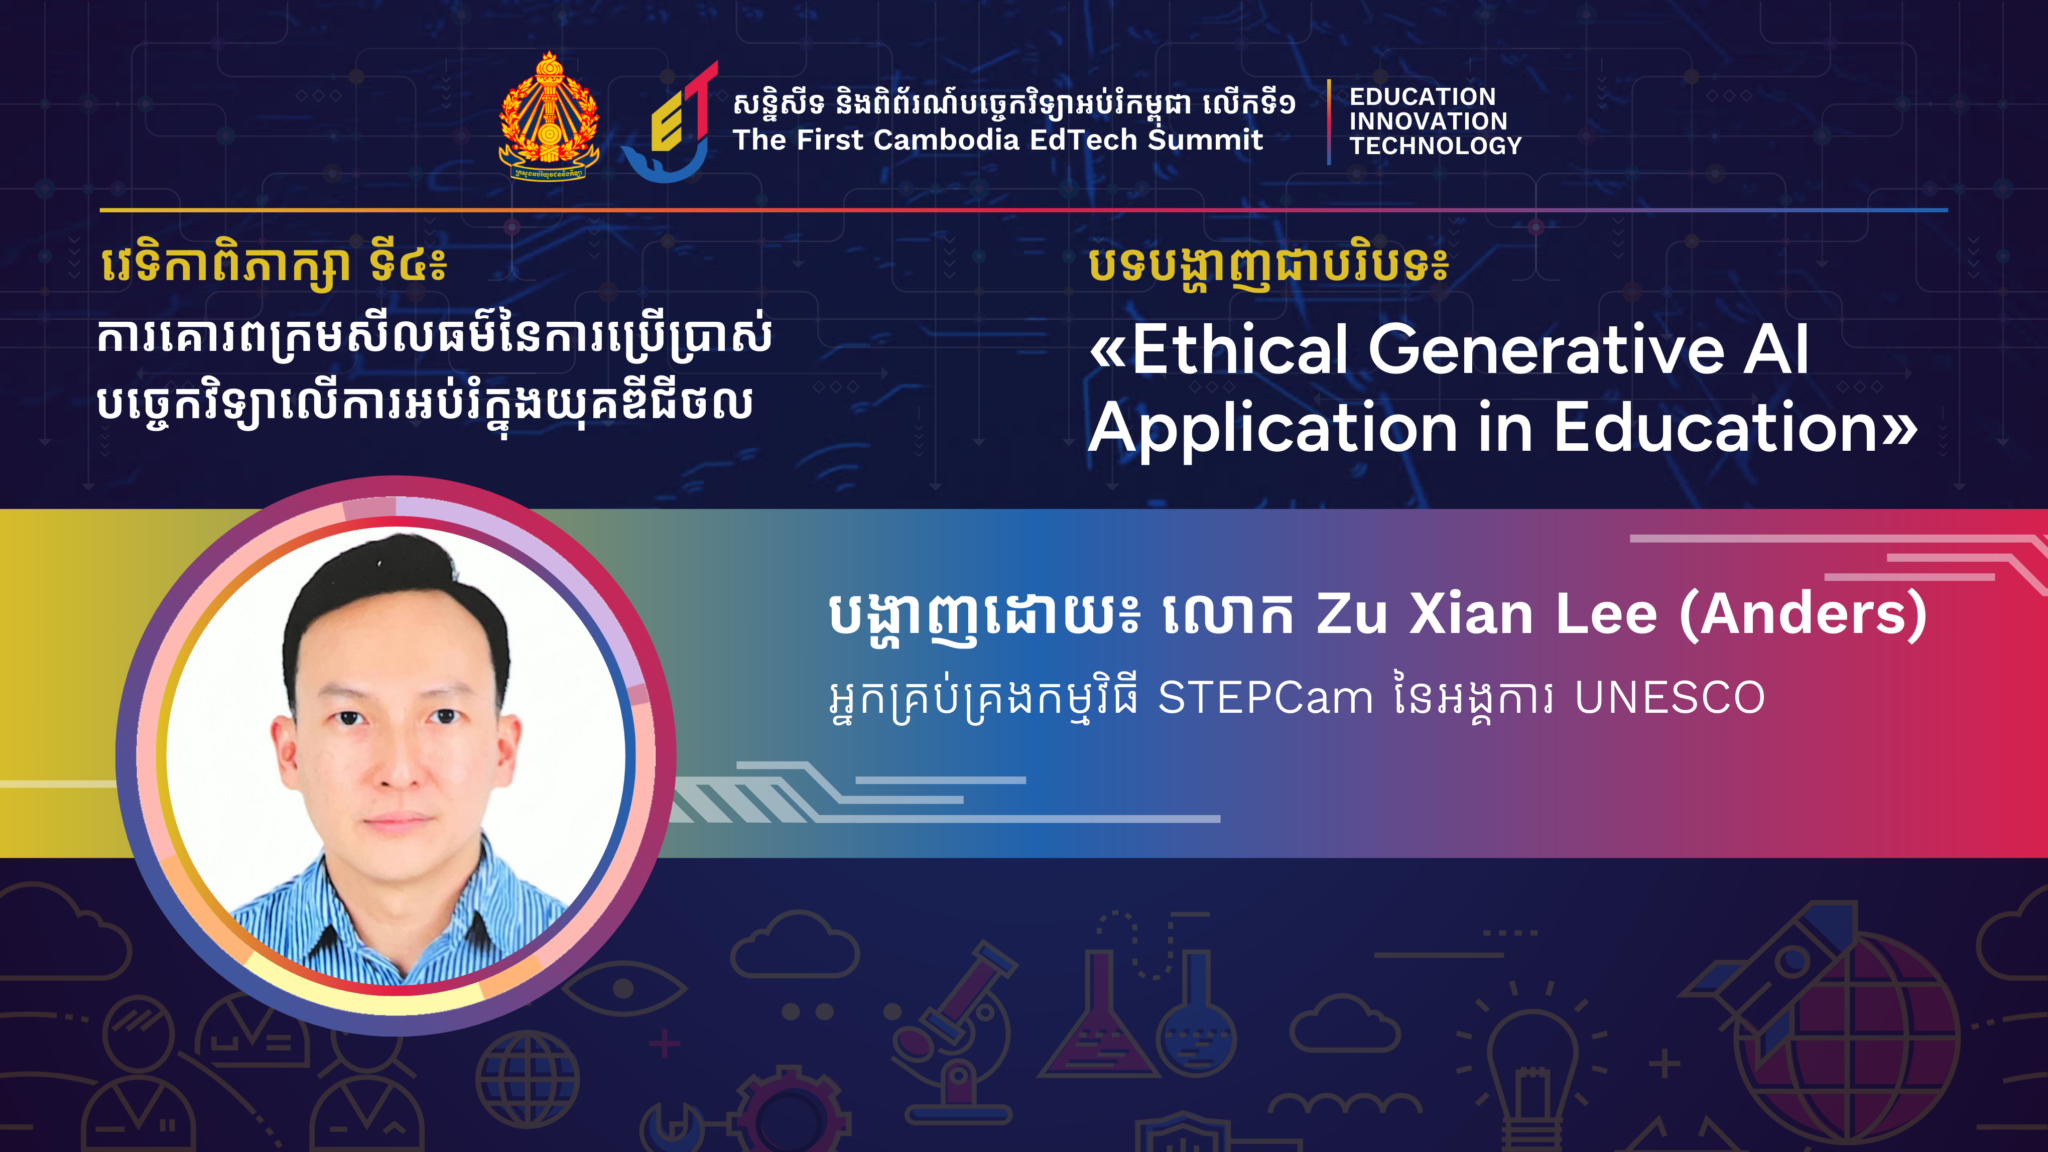 សន្និសីទ និងពិព័រណ៍បច្ចេកវិទ្យាអប់រំកម្ពុជា លើកទី១
The First Cambodia EdTech Summit
EDUCATION
INNOVATION
TECHNOLOGY
វេទិកាពិភាក្សា ទី៤៖
ការគោរពក្រមសីលធម៌នៃការប្រើប្រាស់
បច្ចេកវិទ្យាលើការអប់រំក្នុងយុគឌីជីថល
បទបង្ហាញជាបរិបទ៖
«Ethical Generative AI
Application in Education»
បង្ហាញដោយ៖ លោក Zu Xian Lee (Anders)
អ្នកគ្រប់គ្រងកម្មវិធី STEPCam នៃអង្គការ UNESCO